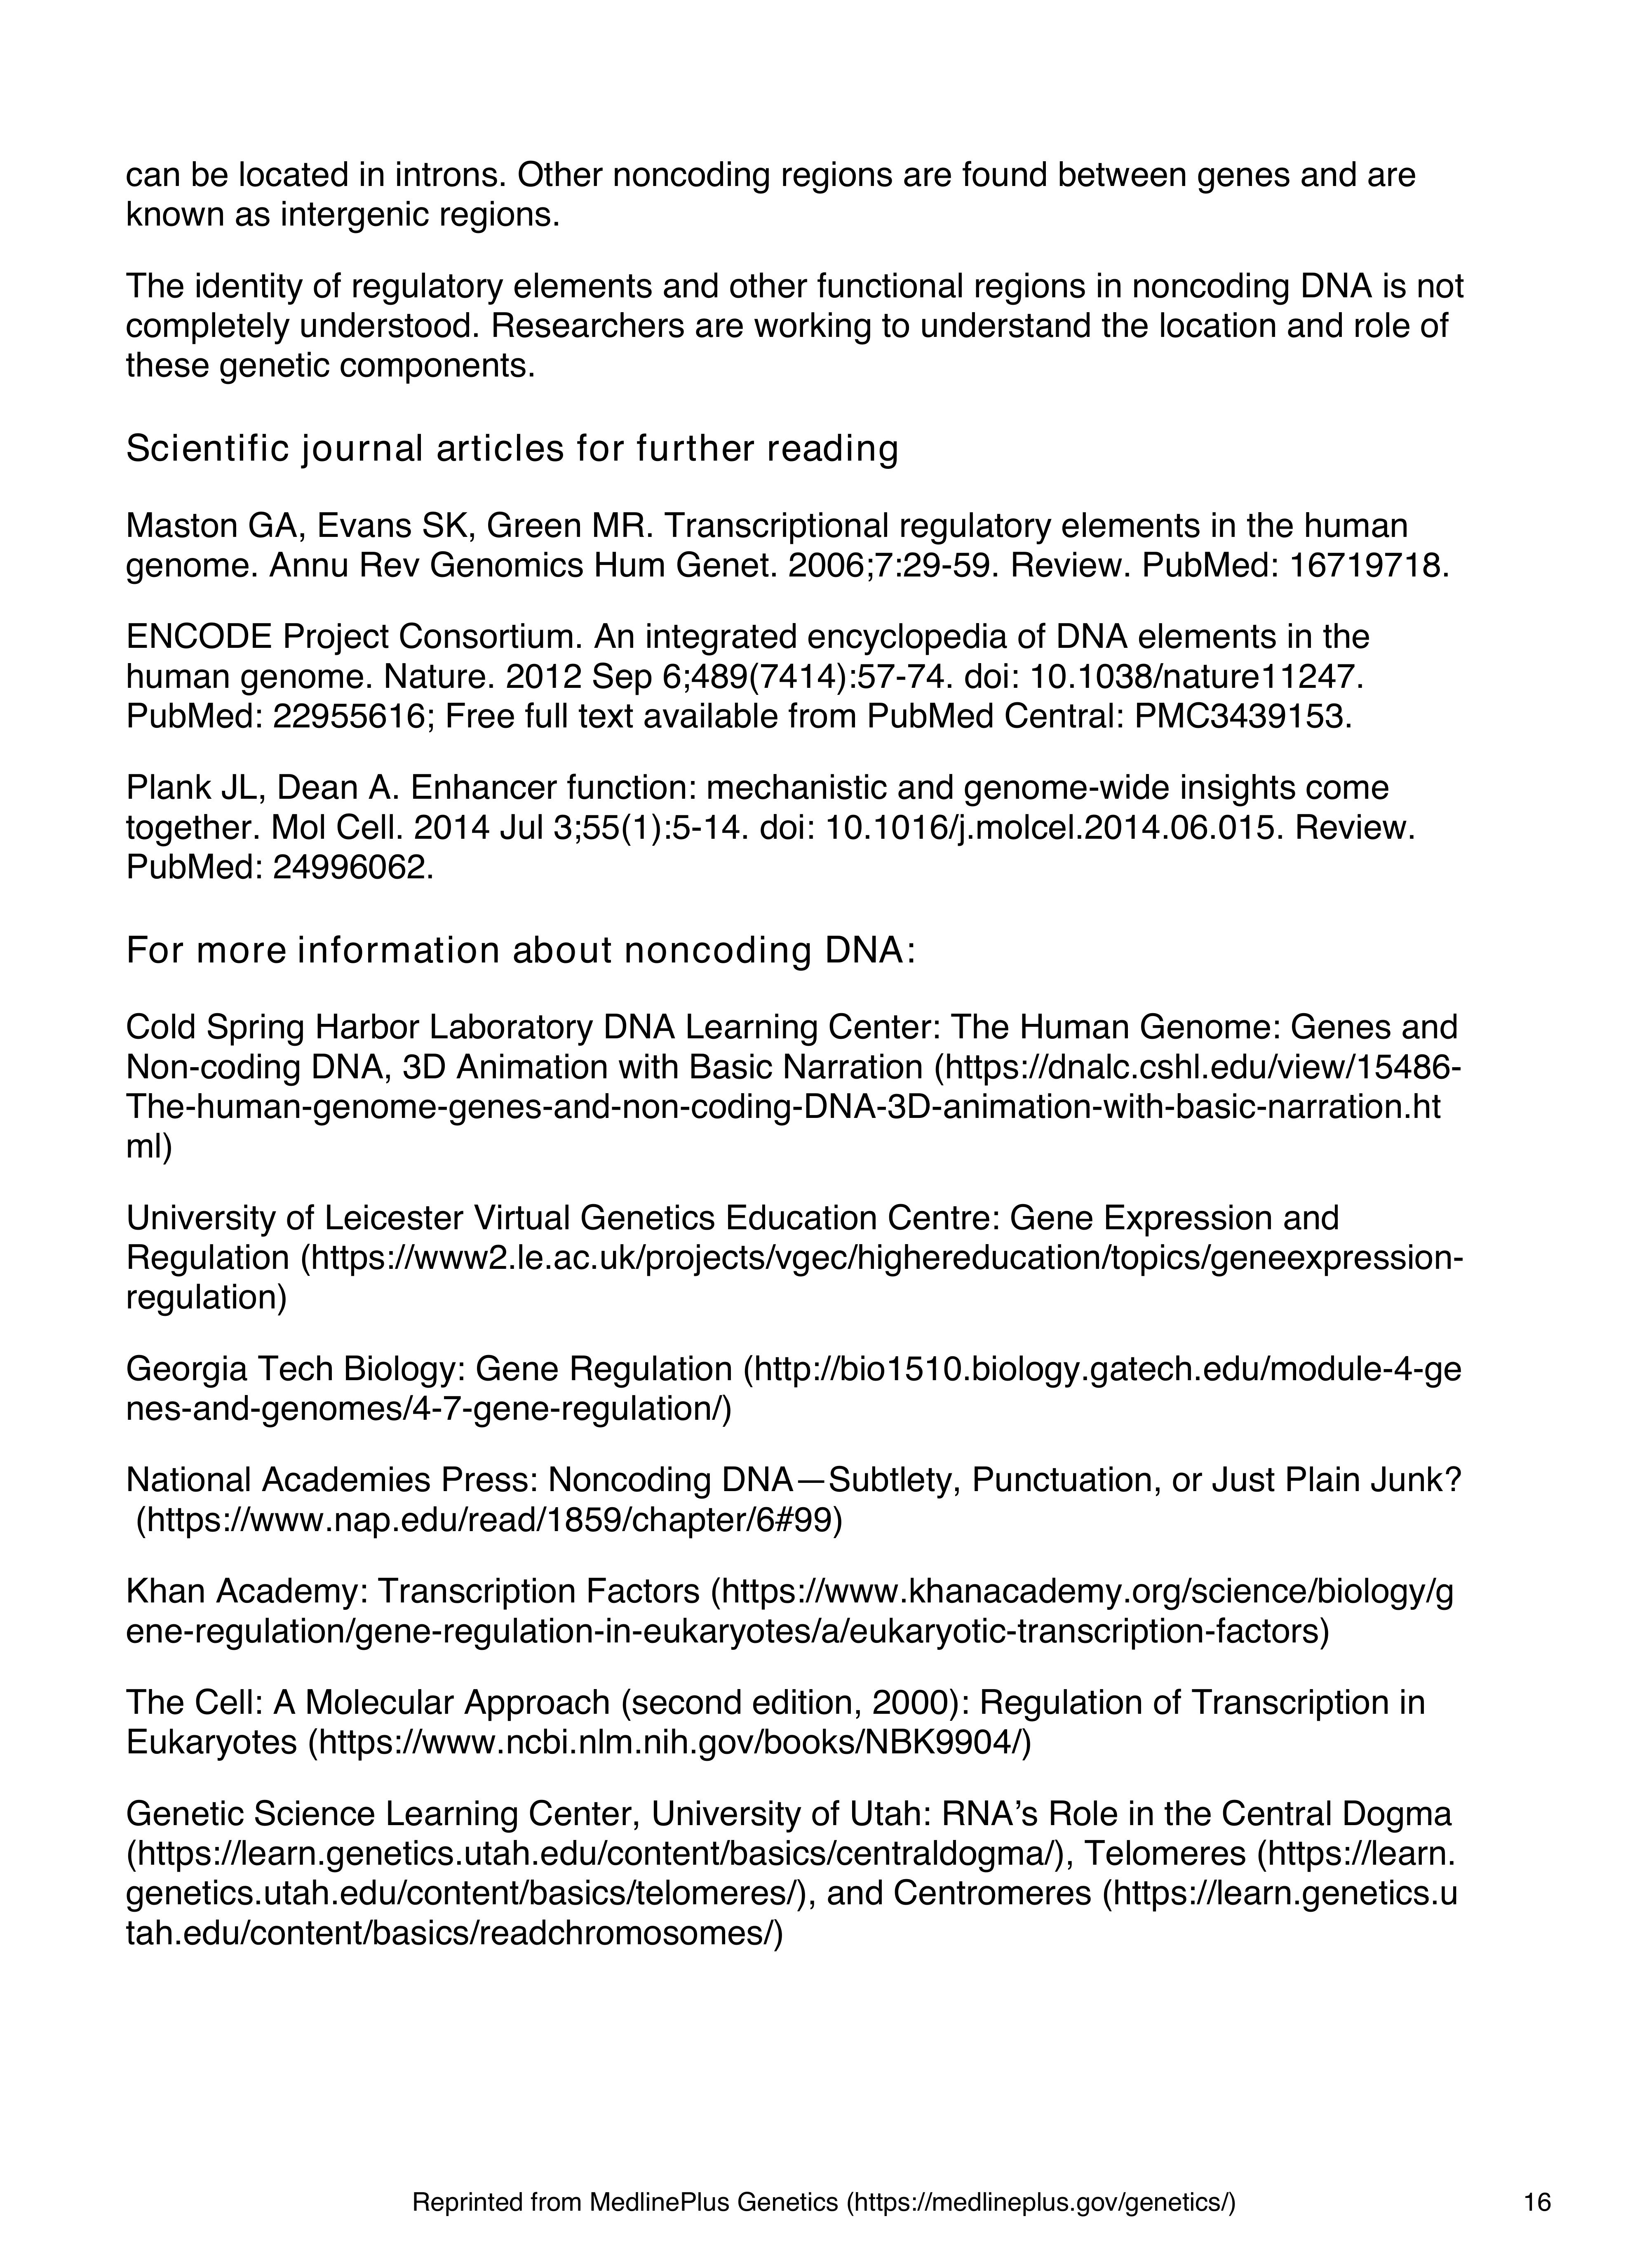 can be located in introns. Other noncoding regions are found between genes and are
known as intergenic regions.
The identity of regulatory elements and other functional regions in noncoding DNA is not
completely understood. Researchers are working to understand the location and role of
these genetic components.
Scientific journal articles for further reading
Maston GA, Evans SK, Green MR. Transcriptional regulatory elements in the human
genome. Annu Rev Genomics Hum Genet. 2006;7:29-59. Review. PubMed: 16719718.
ENCODE Project Consortium. An integrated encyclopedia of DNA elements in the
human genome. Nature. 2012 Sep 6;489(7414):57-74. doi: 10.1038/nature11247.
PubMed: 22955616; Free full text available from PubMed Central: PMC3439153.
Plank JL, Dean A. Enhancer function: mechanistic and genome-wide insights come
together. Mol Cell. 2014 Jul 3;55(1):5-14. doi: 10.1016/j.molcel.2014.06.015. Review.
PubMed: 24996062.
For more information about noncoding DNA:
Cold Spring Harbor Laboratory DNA Learning Center: The Human Genome: Genes and
Non-coding DNA, 3D Animation with Basic Narration (https://dnalc.cshl.edu/view/15486-
The-human-genome-genes-and-non-coding-DNA-3D-animation-with-basic-narration.ht
ml)
University of Leicester Virtual Genetics Education Centre: Gene Expression and
Regulation (https://www2.le.ac.uk/projects/vgec/highereducation/topics/geneexpression-
regulation)
Georgia Tech Biology: Gene Regulation (http://bio1510.biology.gatech.edu/module-4-ge
nes-and-genomes/4-7-gene-regulation/)
National Academies Press: Noncoding DNA—Subtlety, Punctuation, or Just Plain Junk?
(https://www.nap.edu/read/1859/chapter/6#99)
Khan Academy: Transcription Factors (https://www.khanacademy.org/science/biology/g
ene-regulation/gene-regulation-in-eukaryotes/a/eukaryotic-transcription-factors)
The Cell: A Molecular Approach (second edition, 2000): Regulation of Transcription in
Eukaryotes (https://www.ncbi.nlm.nih.gov/books/NBK9904/)
Genetic Science Learning Center, University of Utah: RNA’s Role in the Central Dogma
(https://learn.genetics.utah.edu/content/basics/centraldogma/), Telomeres (https://learn.
genetics.utah.edu/content/basics/telomeres/), and Centromeres (https://learn.genetics.u
tah.edu/content/basics/readchromosomes/)
Reprinted from MedlinePlus Genetics (https://medlineplus.gov/genetics/) 16